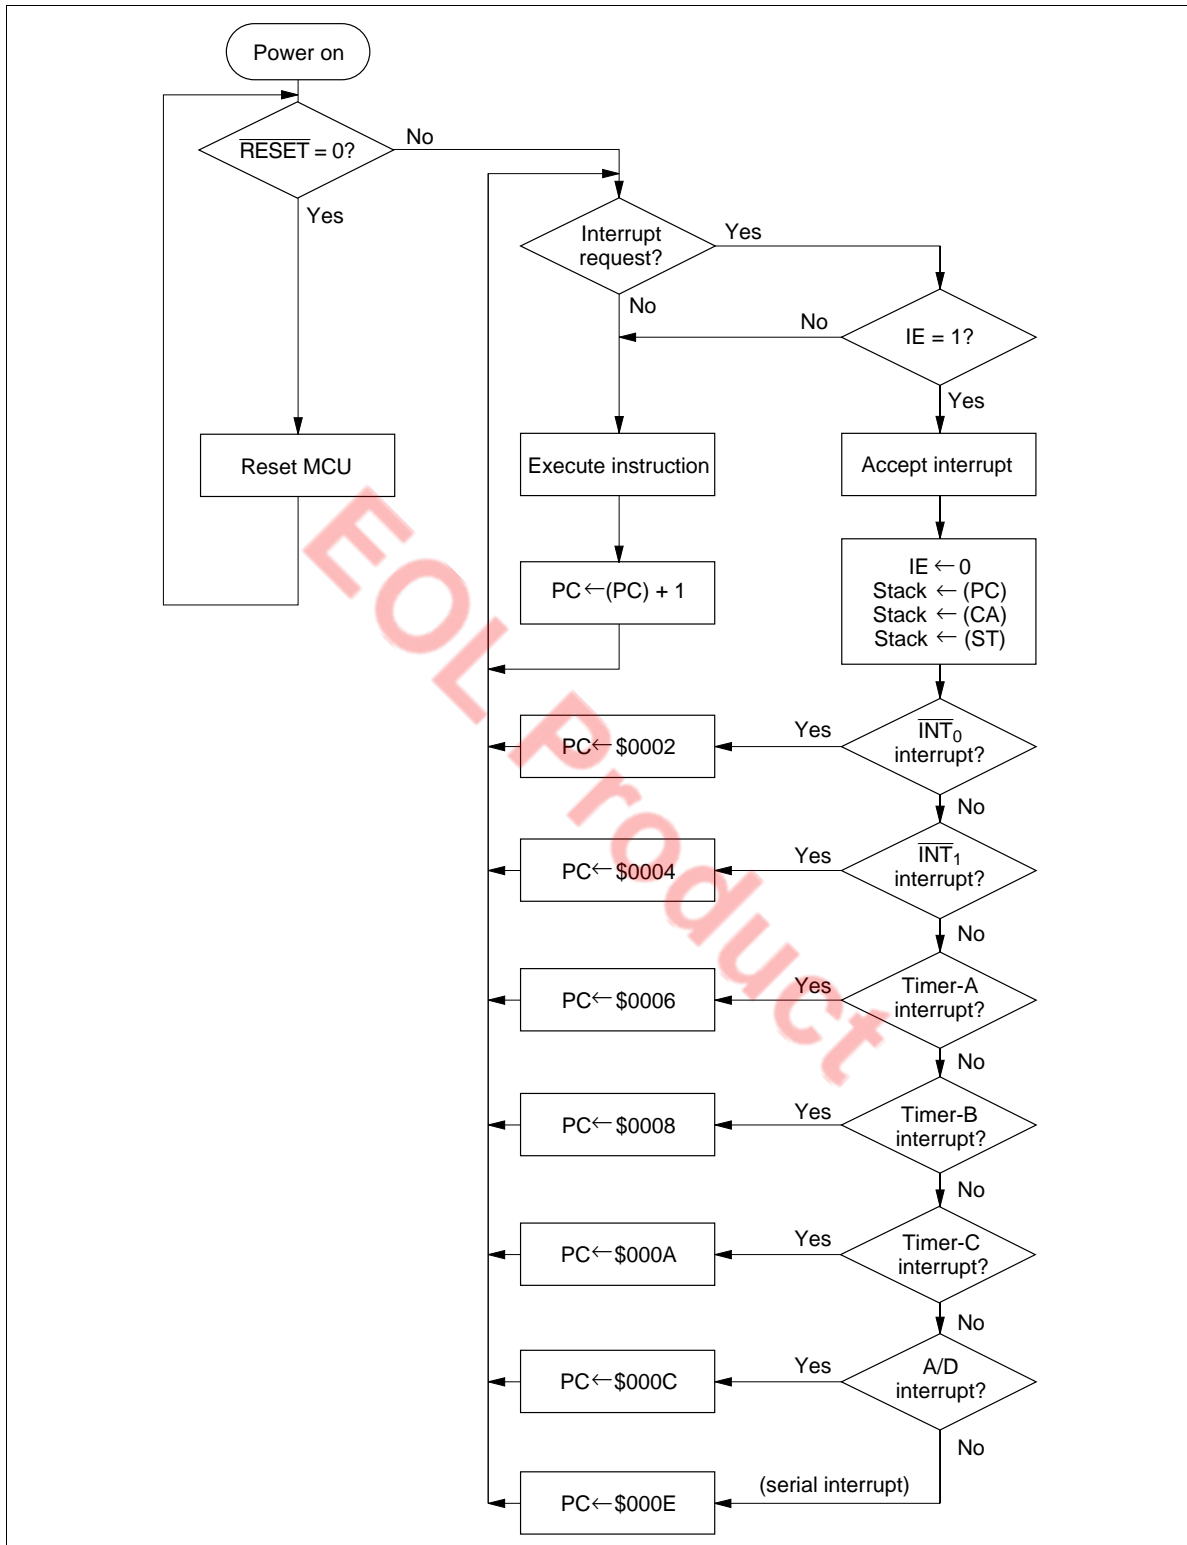 Power on
RESET = 0?
No
Yes
Interrupt
request?
Yes
No
No
IE = 1?
Yes
Reset MCU
Execute instruction
Accept interrupt
PC←(PC) + 1
IE ← 0
Stack ← (PC)
Stack ← (CA)
Stack ← (ST)
PC← $0002
Yes
INT0
interrupt?
No
PC← $0004
Yes
INT1
interrupt?
No
PC← $0006
Yes
Timer-A
interrupt?
No
PC← $0008
Yes
Timer-B
interrupt?
No
PC← $000A
Yes
Timer-C
interrupt?
No
PC← $000C
Yes
A/D
interrupt?
No
PC← $000E
(serial interrupt)
EOL Product